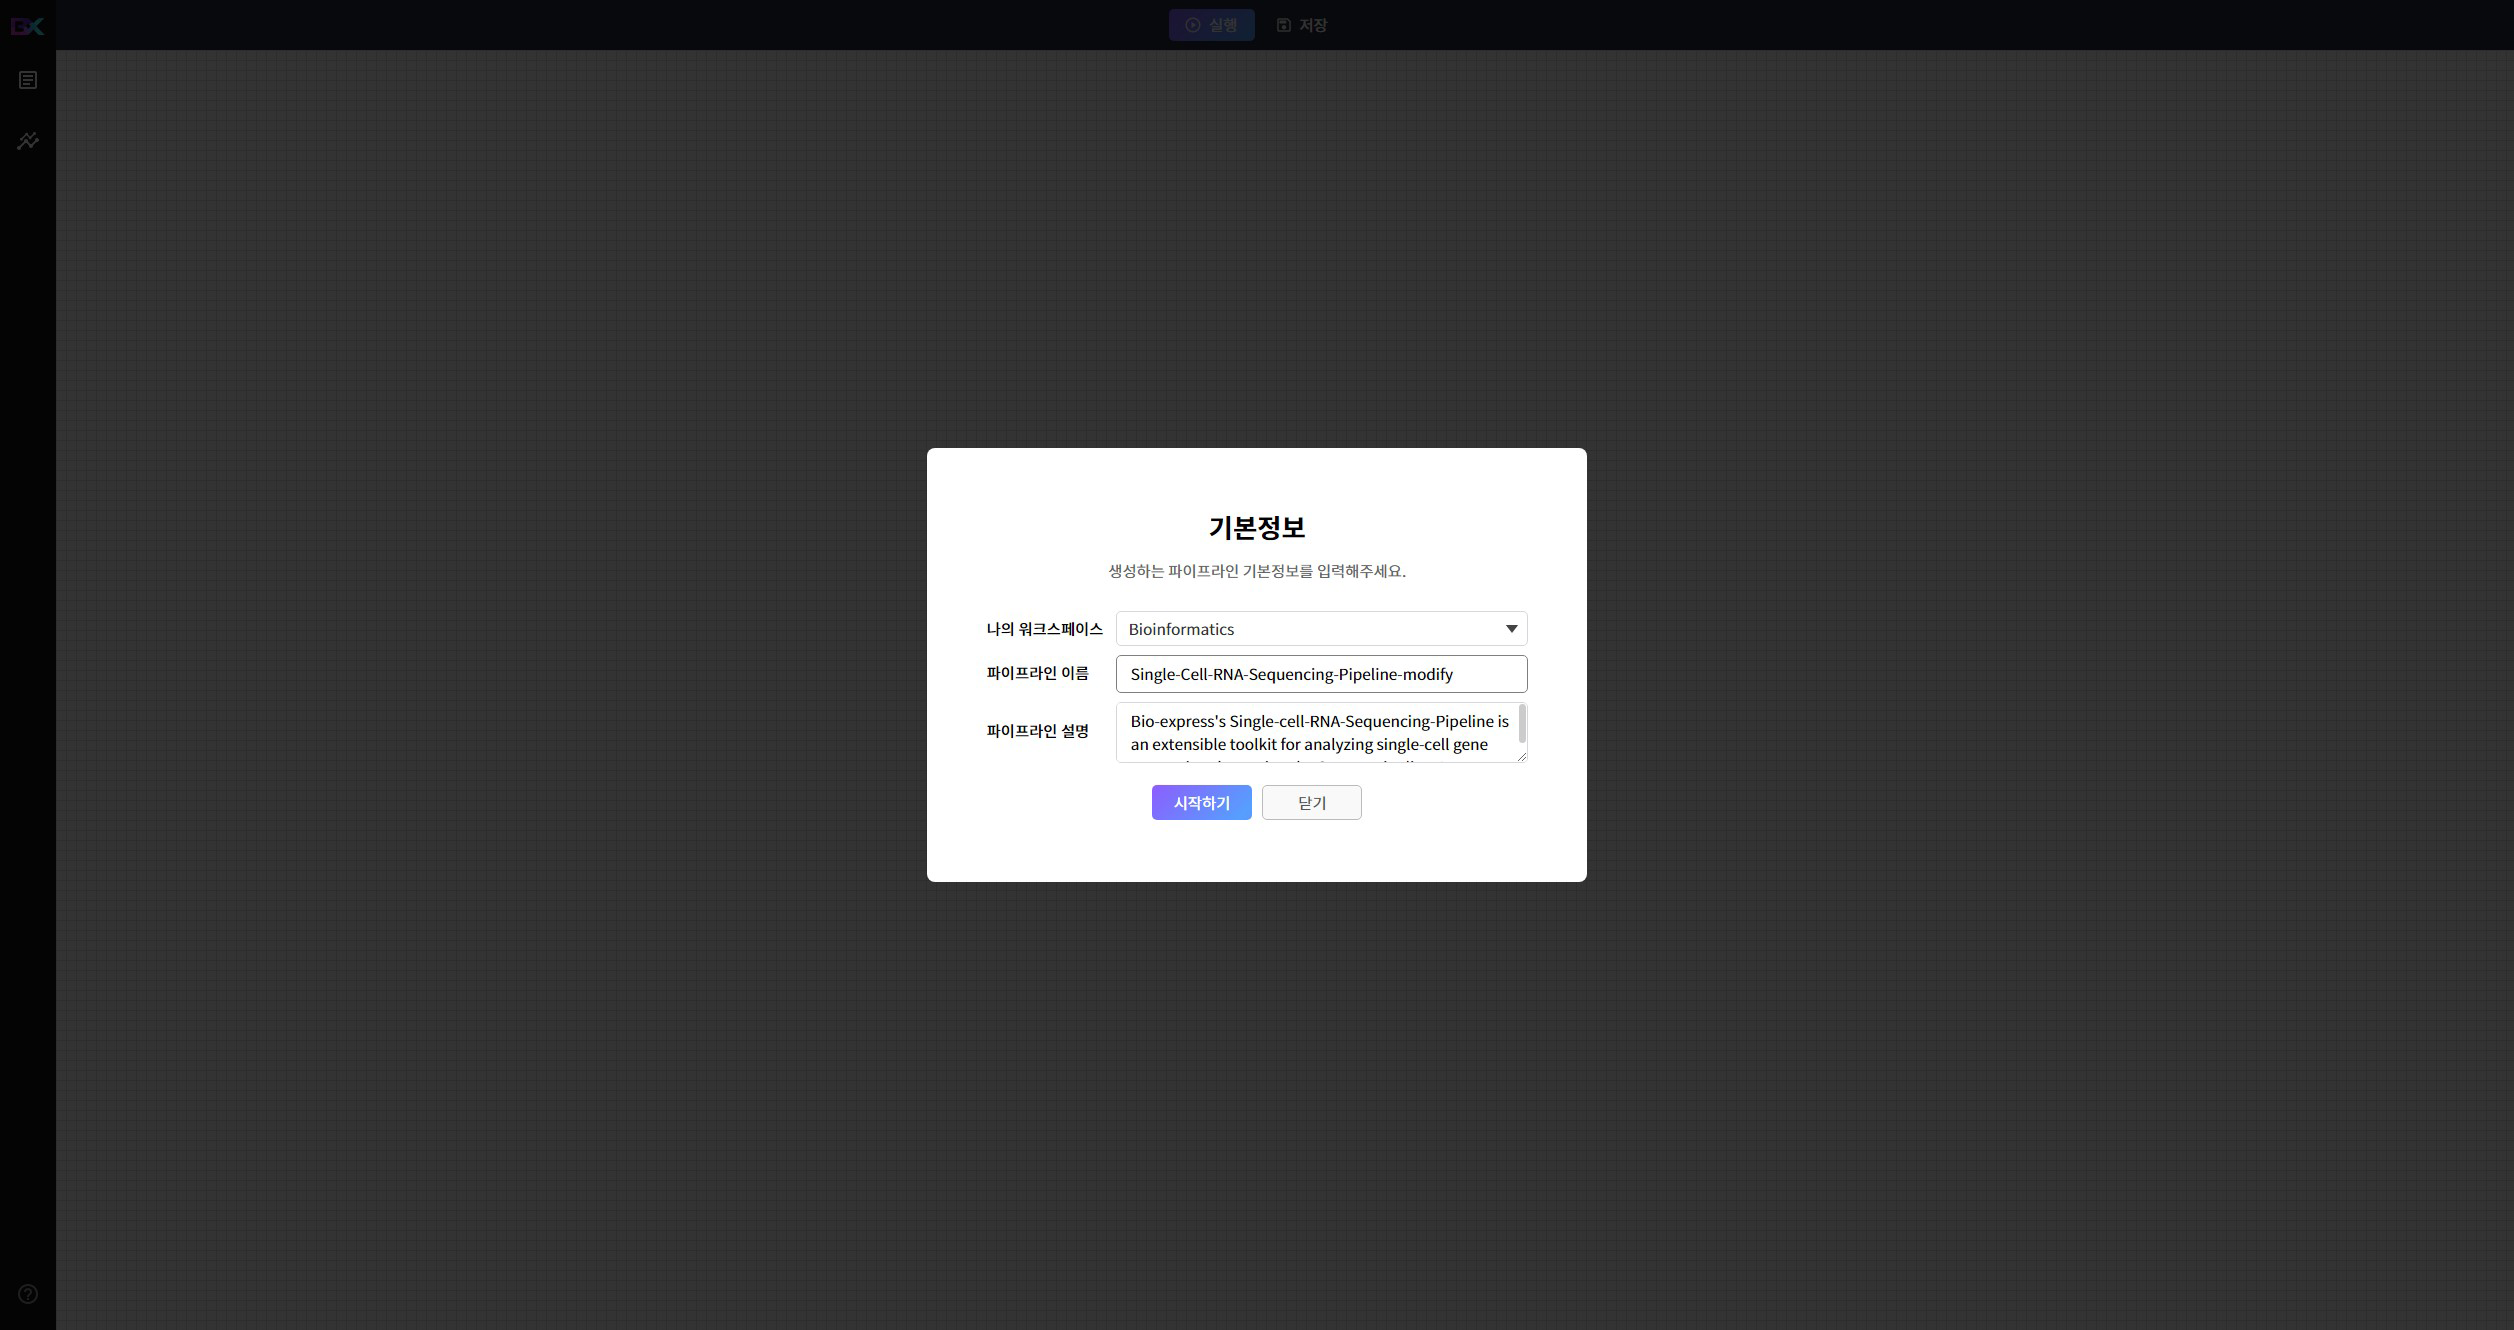 BX
실행
저장
기본정보
생성하는 파이프라인 기본정보를 입력해주세요.
나의 워크스페이스
Bioinformatics
파이프라인 이름
Single-Cell-RNA-Sequencing-Pipeline-modify
파이프라인 설명
Bio-express's Single-cell-RNA-Sequencing-Pipeline is
an extensible toolkit for analyzing single-cell gene
시작하기
닫기